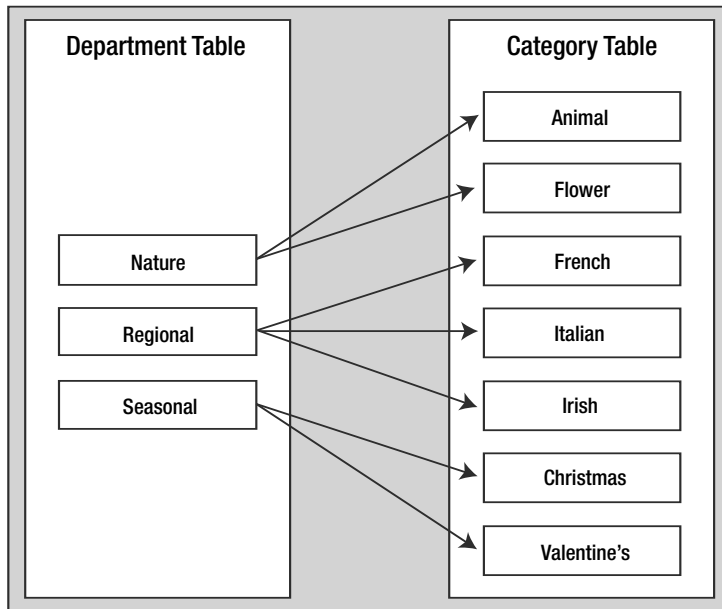 Department Table
Nature
Regional
Seasonal
Category Table
Animal
Flower
French
Italian
Irish
Christmas
Valentine's